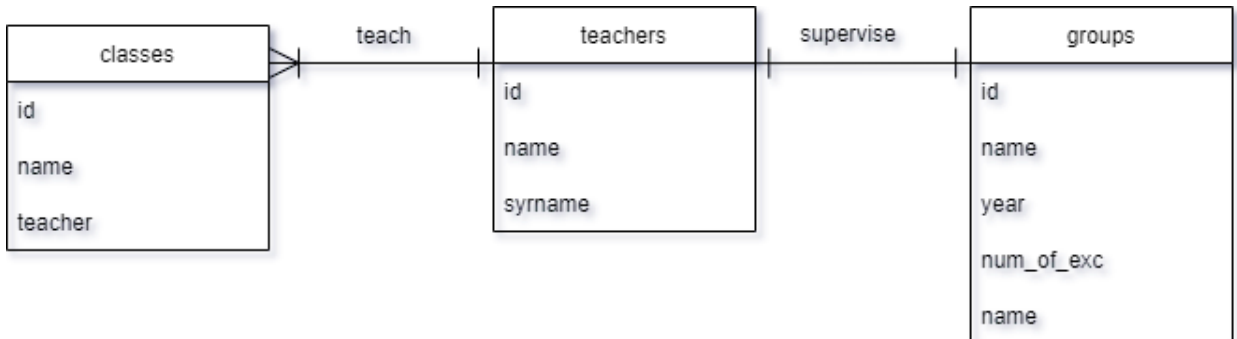 classes
id
name
teacher
teach
teachers
id
name
syrname
supervise
groups
id
name
year
num_of_exc
name